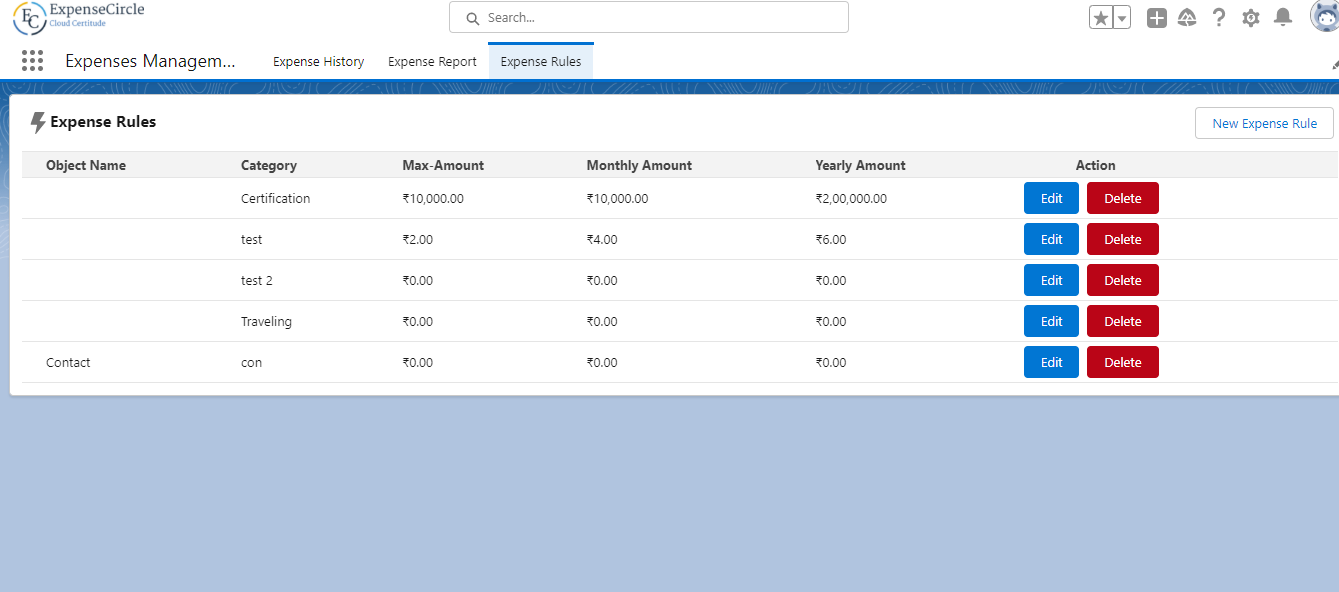 ExpenseCircle
Cloud Certitude
EC
Search...
Expenses Managem...
Expense History
Expense Report
Expense Rules
Expense Rules
New Expense Rule
Object Name Category Max-Amount Monthly Amount Yearly Amount Action
Certification ₹10,000.00 ₹10,000.00 ₹2,00,000.00 Edit Delete
test ₹2.00 ₹4.00 ₹6.00 Edit Delete
test 2 ₹0.00 ₹0.00 ₹0.00 Edit Delete
Traveling ₹0.00 ₹0.00 ₹0.00 Edit Delete
Contact con ₹0.00 ₹0.00 ₹0.00 Edit Delete